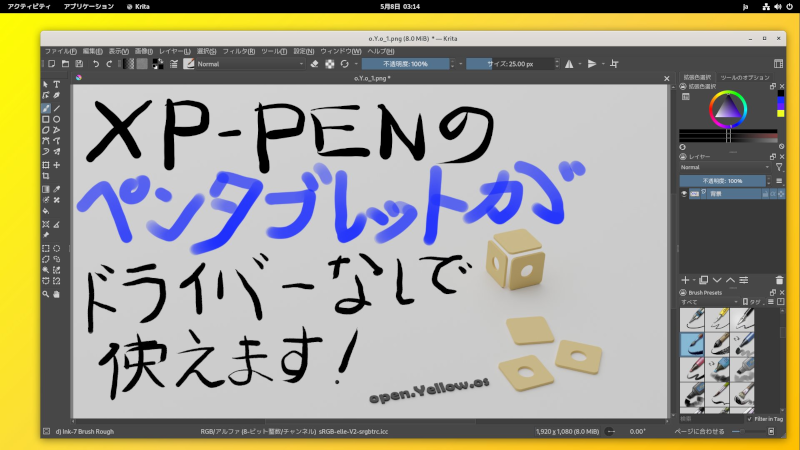 アクティビティ アプリケーション Krita 5月8日 03:14 ja
o.Y.o_1.png (8.0 MiB) * — Krita
ファイル(F) 編集(E) 表示(V) 画像(I) レイヤー(L) 選択(S) フィルタ(R) ツール(T) 設定(N) ウィンドウ(W) ヘルプ(H)
Normal 不透明度: 100% サイズ: 25.00 px
o.Y.o_1.png *
拡張色選択 ツールのオプション
拡張色選択
XP-PENの
ペンタブレットが
ドライバーなしで
使えます!
open.Yellow.os
レイヤー
Normal
不透明度: 100%
背景
Brush Presets
すべて タグ
検索 Filter in Tag
d) Ink-7 Brush Rough RGB/アルファ (8-ビット整数/チャンネル) sRGB-elle-V2-srgbtrc.icc 1,920 x 1,080 (8.0 MiB) 0.00° ページに合わせる